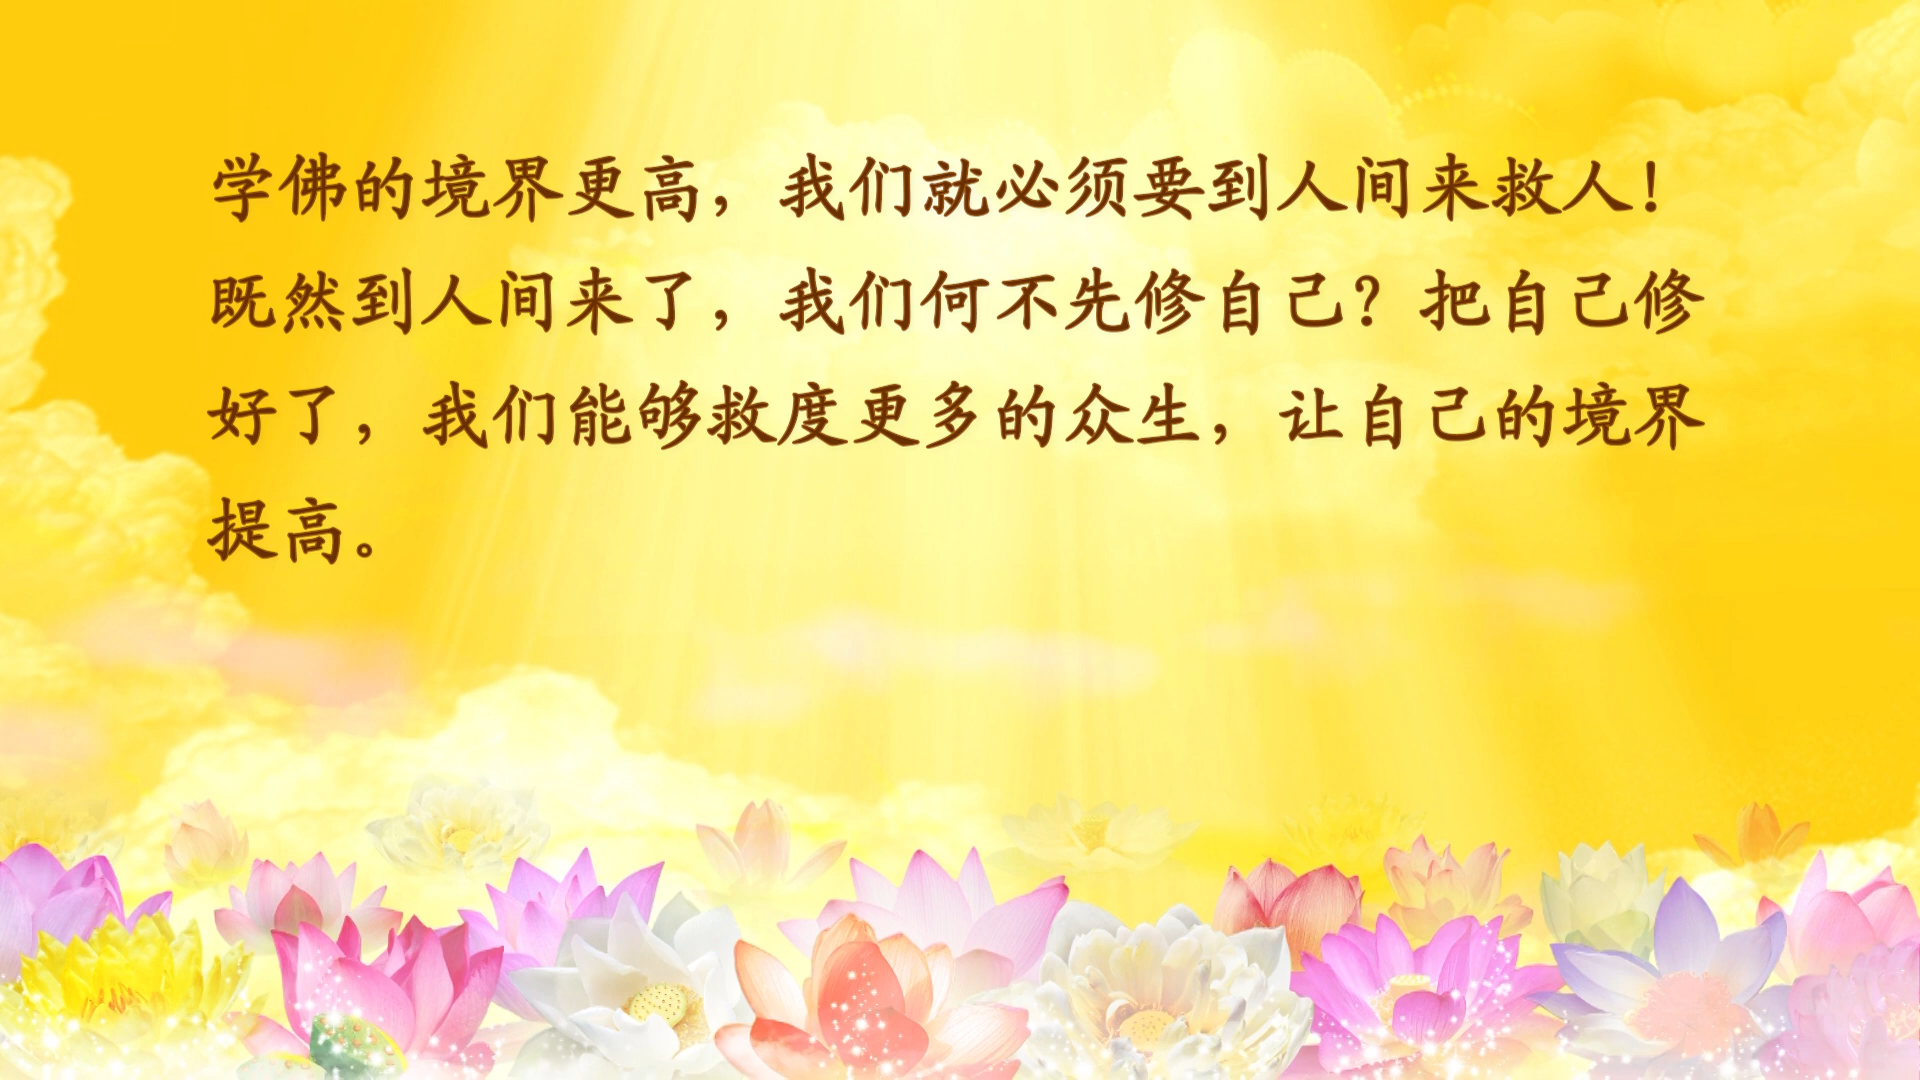 学佛的境界更高，我们就必须要到人间来救人！
既然到人间来了，我们何不先修自己？把自己修
好了，我们能够救度更多的众生，让自己的境界
提高。